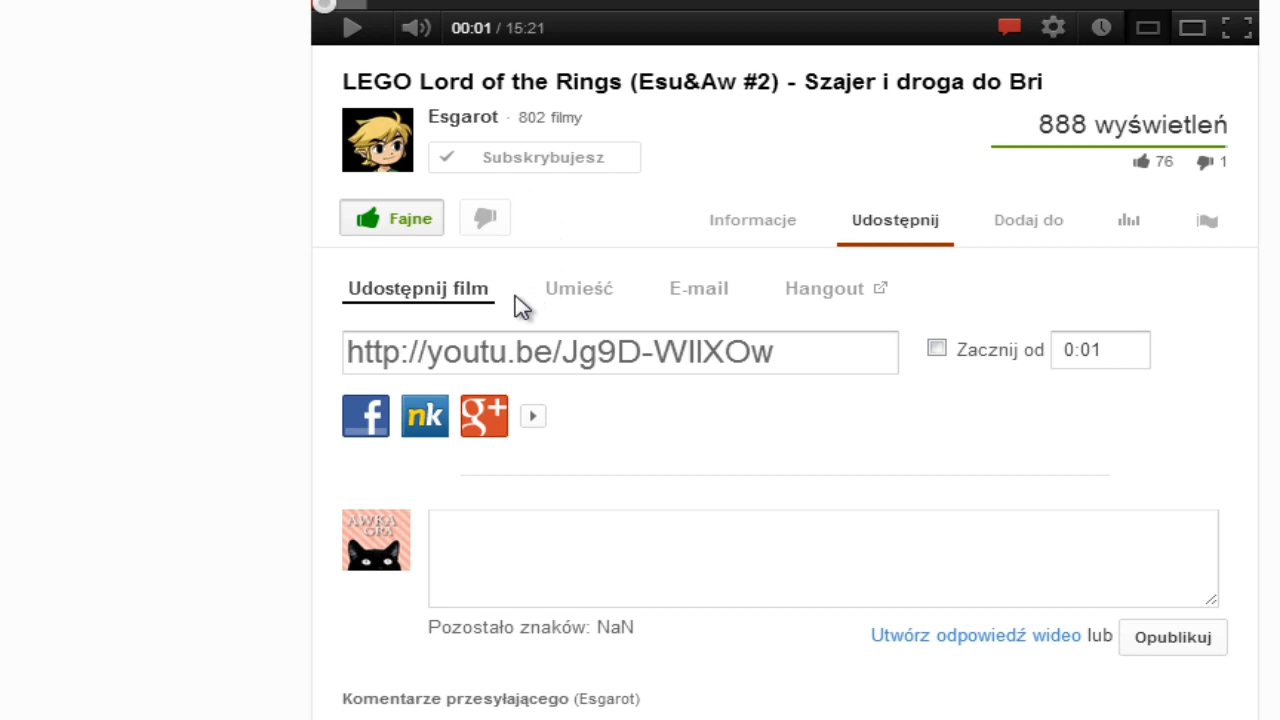 00:01 / 15:21
LEGO Lord of the Rings (Esu&Aw #2) - Szajer i droga do Bri
Esgarot · 802 filmy
888 wyświetleń
Subskrybujesz
76 1
Fajne
Informacje Udostępnij Dodaj do
Udostępnij film Umieść E-mail Hangout
http://youtu.be/Jg9D-WIlXOw
Zacznij od 0:01
f nk g+
AWKA
GRA
Pozostało znaków: NaN
Utwórz odpowiedź wideo lub Opublikuj
Komentarze przesyłającego (Esgarot)